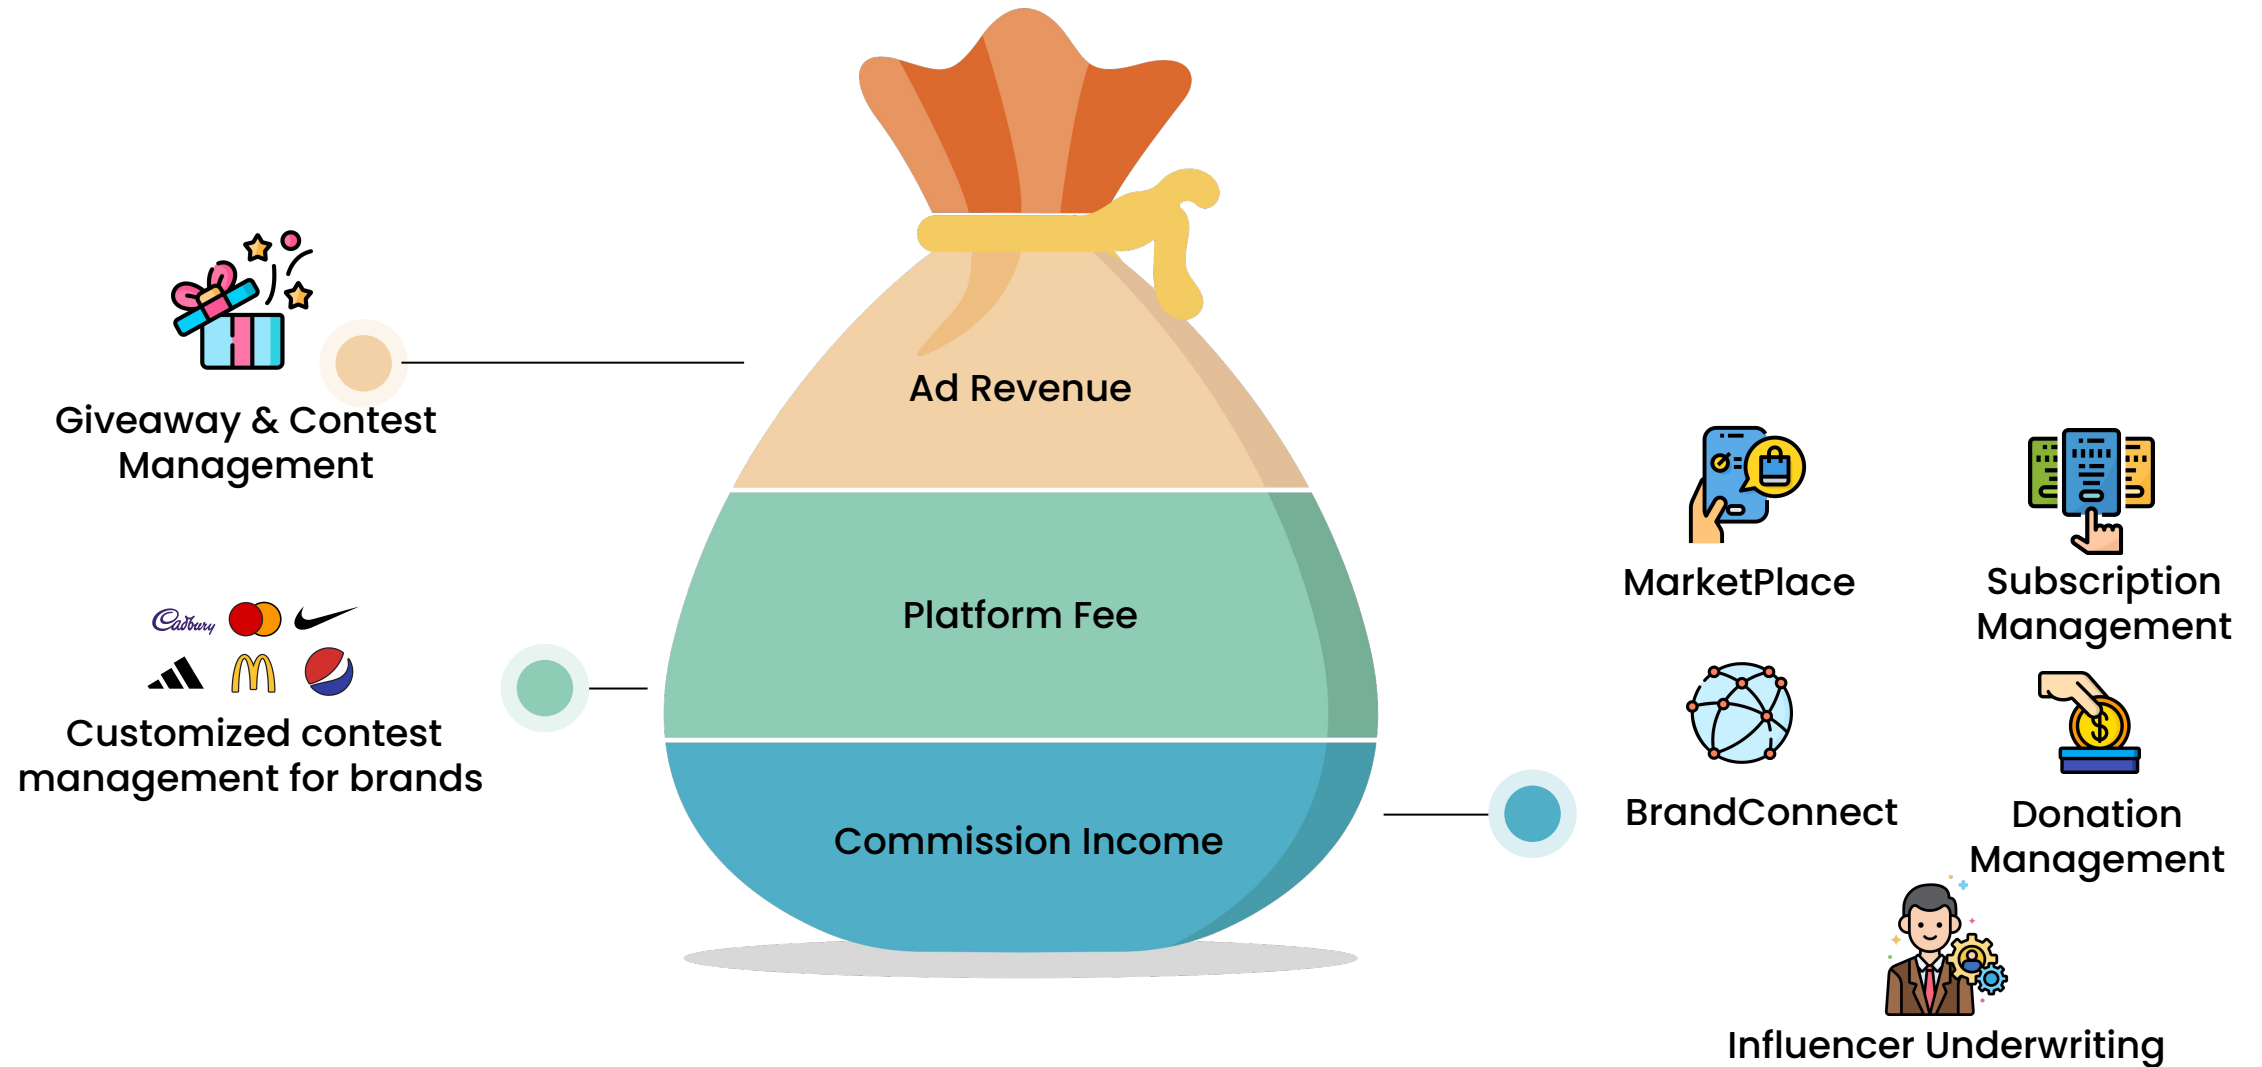 Ad Revenue
Platform Fee
Commission Income
Giveaway & Contest
Management
Cadbury
Customized contest
management for brands
MarketPlace
Subscription
Management
BrandConnect
Donation
Management
Influencer Underwriting